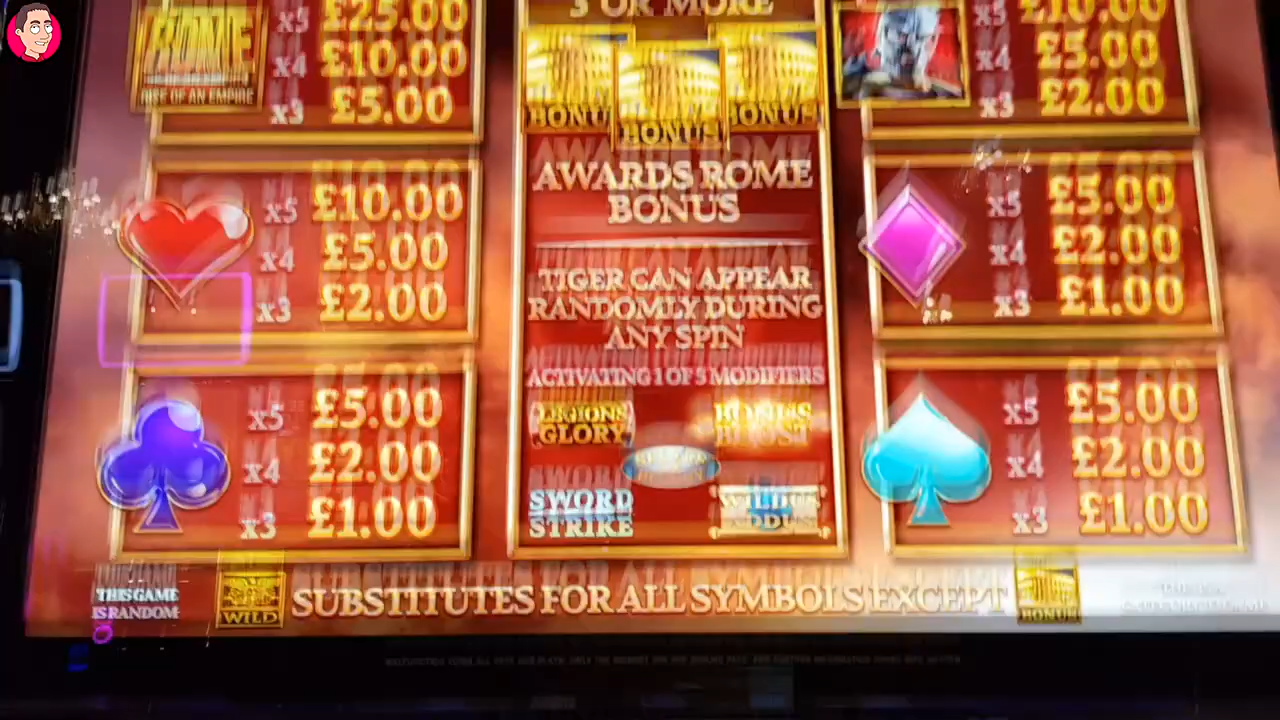 ROME
RISE OF AN EMPIRE
x5 £25.00
x4 £10.00
x3 £5.00
3 OR MORE
BONUS
BONUS
BONUS
AWARDS ROME
BONUS
TIGER CAN APPEAR
RANDOMLY DURING
ANY SPIN
ACTIVATING 1 OF 5 MODIFIERS
LEGIONS
GLORY
SWORD
STRIKE
x5 £10.00
x4 £5.00
x3 £2.00
x5 £10.00
x4 £5.00
x3 £2.00
x5 £5.00
x4 £2.00
x3 £1.00
x5 £5.00
x4 £2.00
x3 £1.00
x5 £5.00
x4 £2.00
x3 £1.00
THIS GAME
IS RANDOM
WILD
SUBSTITUTES FOR ALL SYMBOLS EXCEPT
BONUS